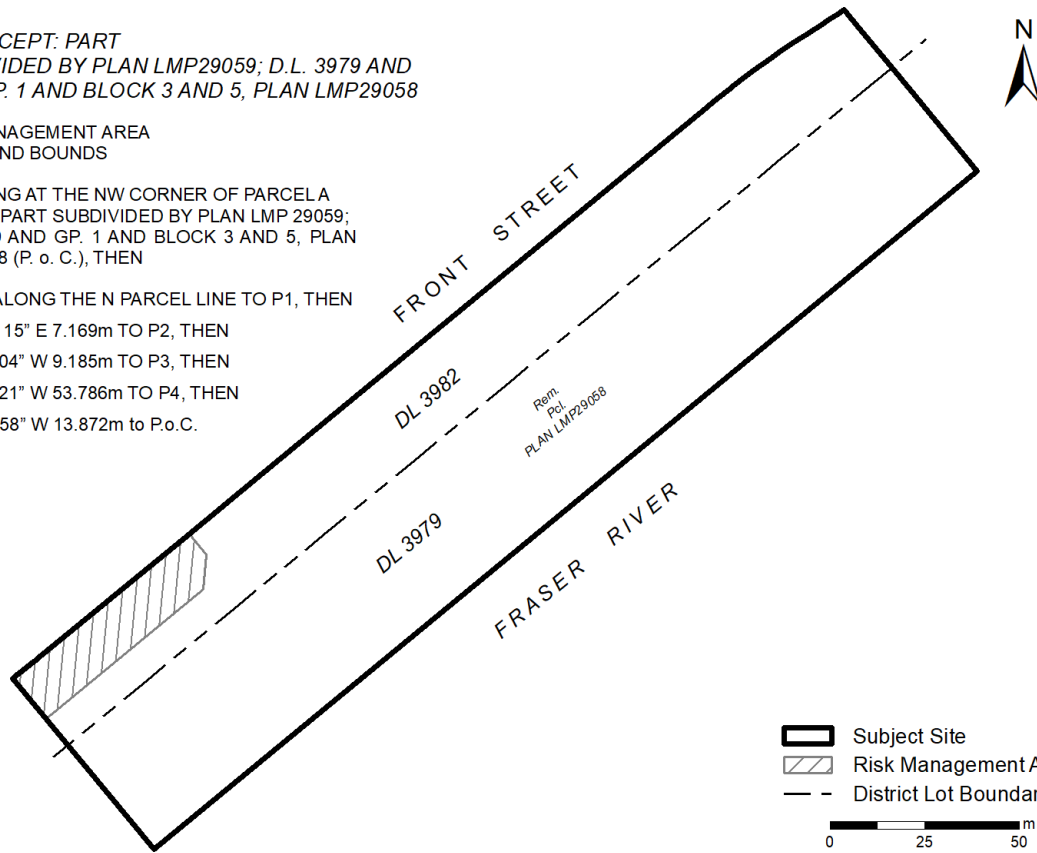 CEPT: PART
IDED BY PLAN LMP29059; D.L. 3979 AND
P. 1 AND BLOCK 3 AND 5, PLAN LMP29058
NAGEMENT AREA
ND BOUNDS
NG AT THE NW CORNER OF PARCEL A
PART SUBDIVIDED BY PLAN LMP 29059;
AND GP. 1 AND BLOCK 3 AND 5, PLAN
8 (P. o. C.), THEN
ALONG THE N PARCEL LINE TO P1, THEN
15” E 7.169m TO P2, THEN
04” W 9.185m TO P3, THEN
21” W 53.786m TO P4, THEN
58” W 13.872m to P.o.C.
N
FRONT STREET
DL 3982
Rem.
Pcl.
PLAN LMP29058
DL 3979
FRASER RIVER
Subject Site
Risk Management A
District Lot Boundar
m
0 25 50